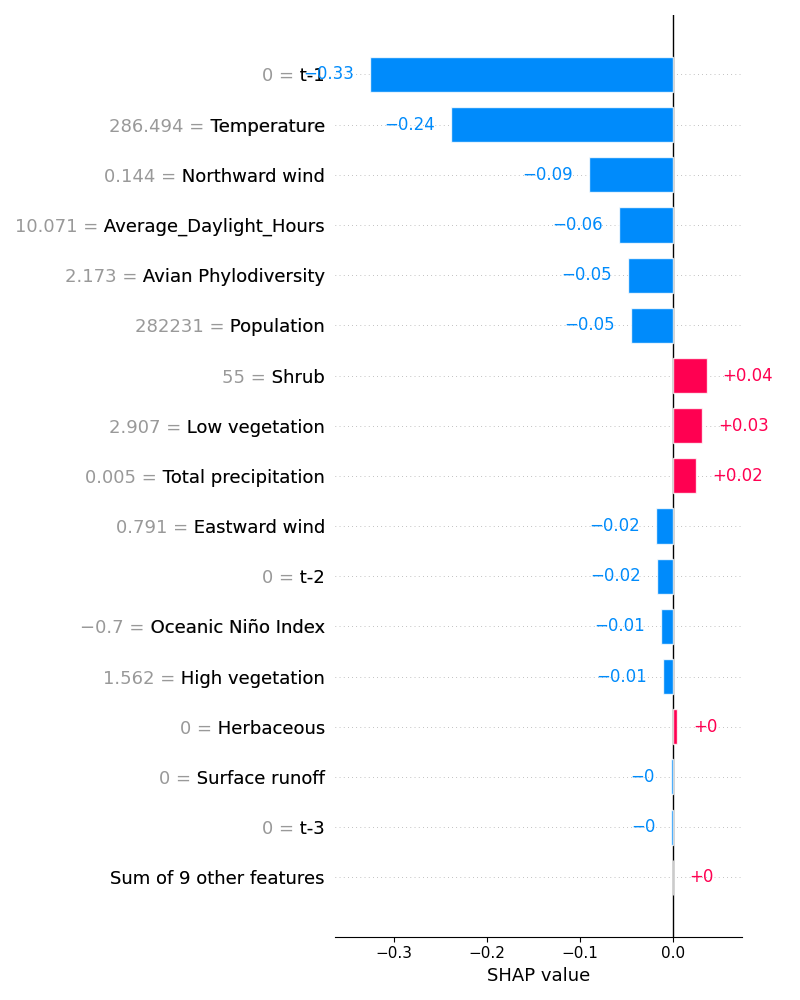 0 = t-1 −0.33
286.494 = Temperature −0.24
0.144 = Northward wind −0.09
10.071 = Average_Daylight_Hours −0.06
2.173 = Avian Phylodiversity −0.05
282231 = Population −0.05
55 = Shrub +0.04
2.907 = Low vegetation +0.03
0.005 = Total precipitation +0.02
0.791 = Eastward wind −0.02
0 = t-2 −0.02
−0.7 = Oceanic Niño Index −0.01
1.562 = High vegetation −0.01
0 = Herbaceous +0
0 = Surface runoff −0
0 = t-3 −0
Sum of 9 other features +0
−0.3 −0.2 −0.1 0.0
SHAP value